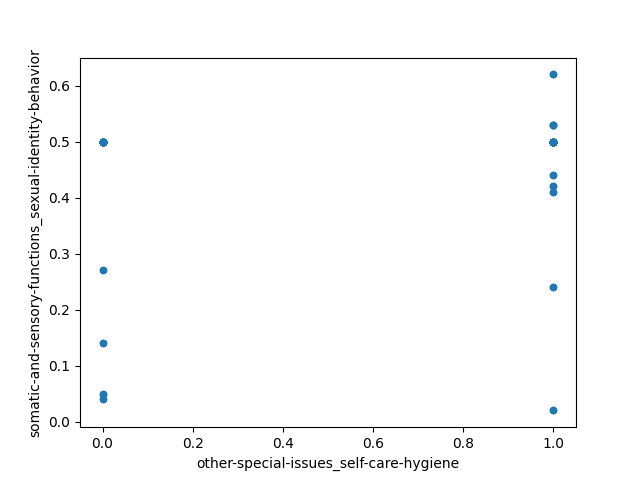 somatic-and-sensory-functions_sexual-identity-behavior
0.6
0.5
0.4
0.3
0.2
0.1
0.0
0.0 0.2 0.4 0.6 0.8 1.0
other-special-issues_self-care-hygiene